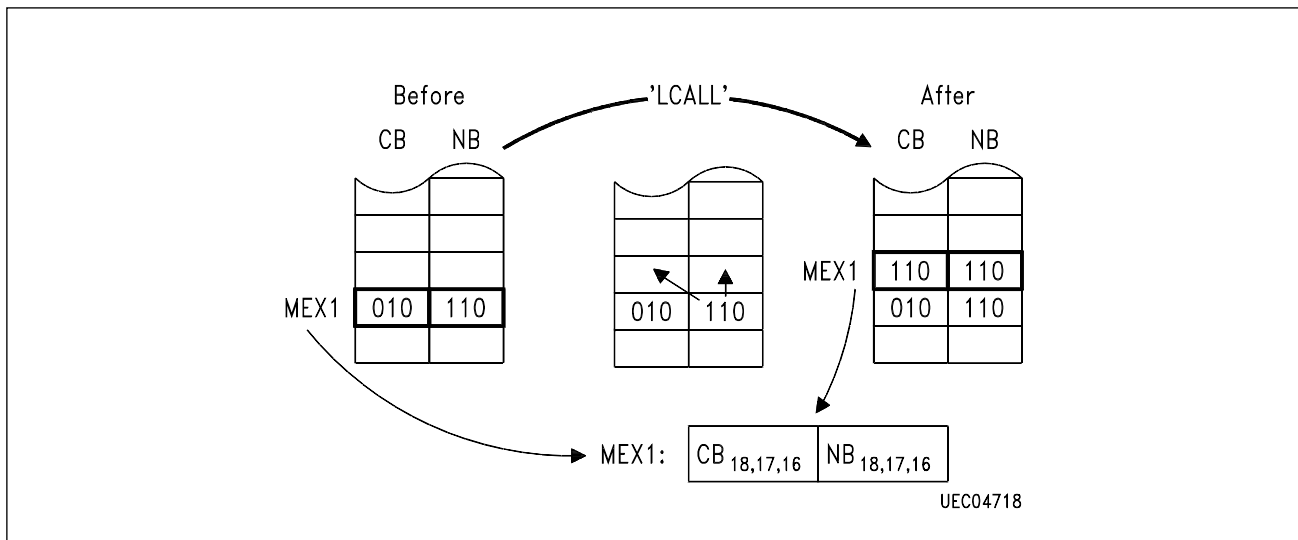 Before 'LCALL' After
CB NB CB NB
MEX1 110 110
MEX1 010 110 010 110 010 110
MEX1: CB 18,17,16 NB 18,17,16
UEC04718